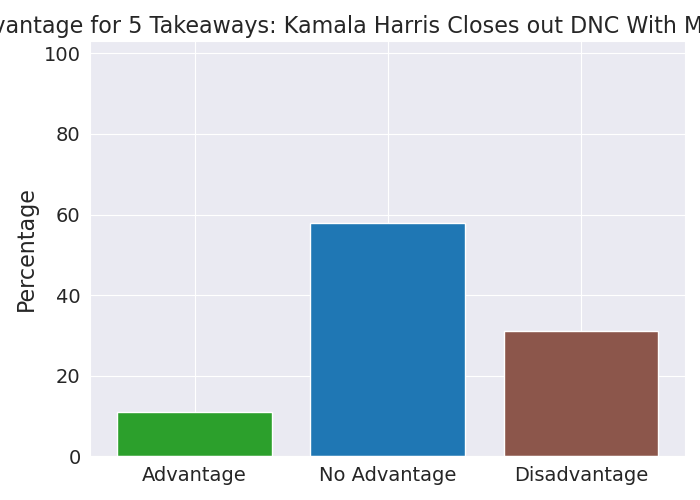 vantage for 5 Takeaways: Kamala Harris Closes out DNC With M
100
80
60
40
20
0
Percentage
Advantage
No Advantage
Disadvantage